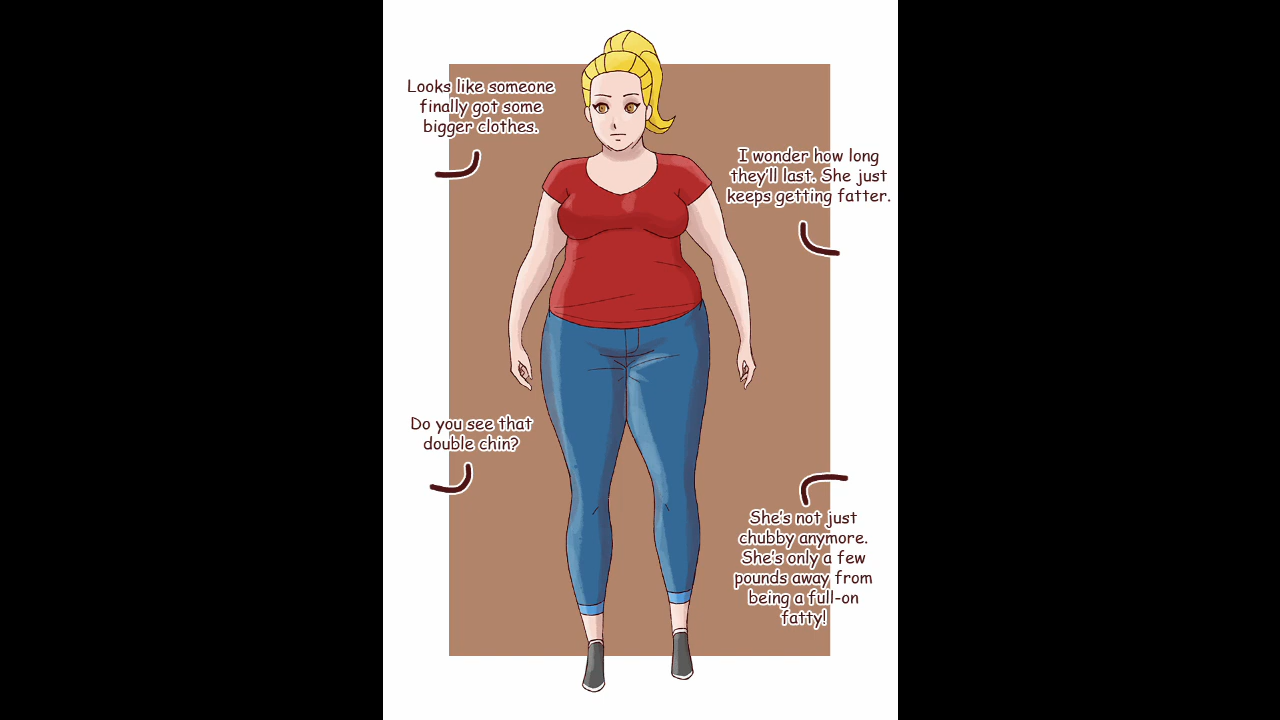 Looks like someone
finally got some
bigger clothes.
I wonder how long
they'll last. She just
keeps getting fatter.
Do you see that
double chin?
She's not just
chubby anymore.
She's only a few
pounds away from
being a full-on
fatty!